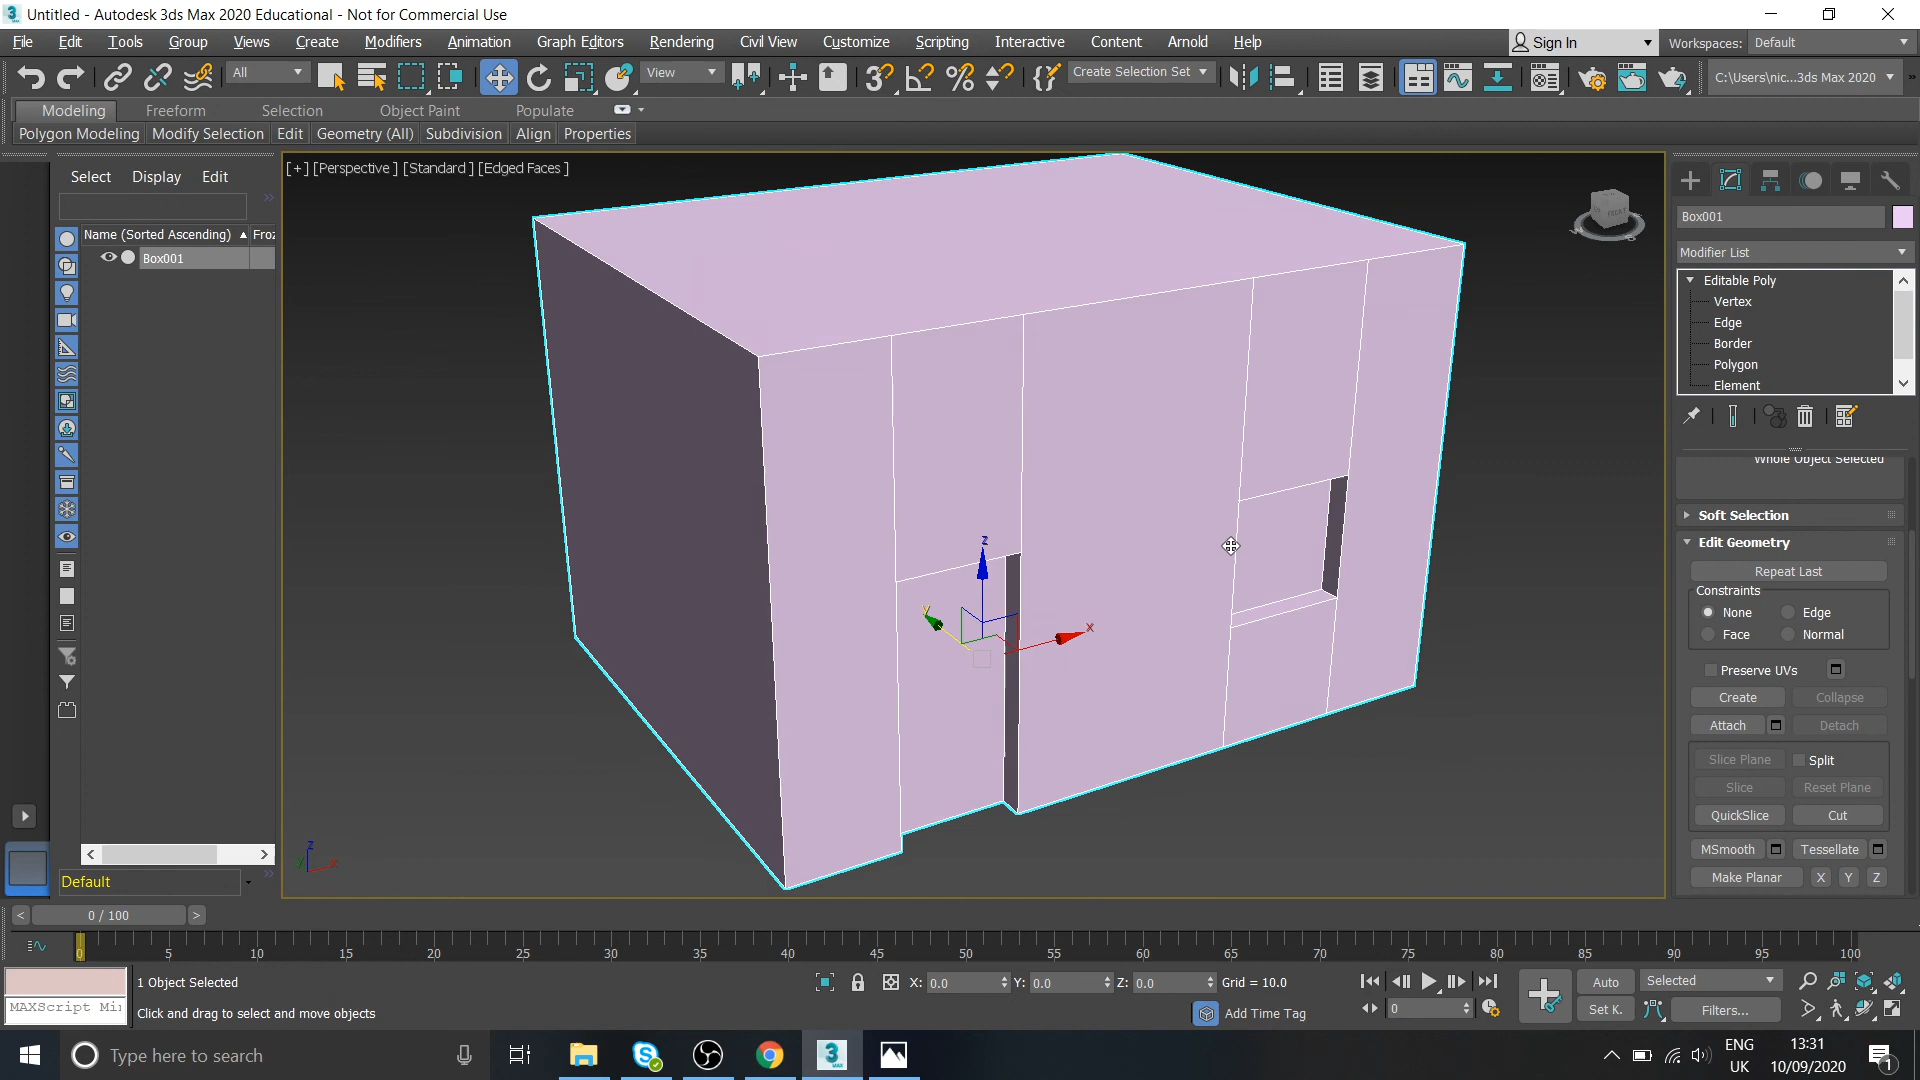 Untitled - Autodesk 3ds Max 2020 Educational - Not for Commercial Use
File Edit Tools Group Views Create Modifiers Animation Graph Editors Rendering Civil View Customize Scripting Interactive Content Arnold Help
Sign In Workspaces: Default
All View Create Selection Set C:\Users\nic...3ds Max 2020
Modeling Freeform Selection Object Paint Populate
Polygon Modeling Modify Selection Edit Geometry (All) Subdivision Align Properties
[+] [Perspective ] [Standard ] [Edged Faces ]
Select Display Edit
Name (Sorted Ascending) Fro
Box001
Default
z
x
y
z
x
y
FRONT
Box001
Modifier List
Editable Poly
Vertex
Edge
Border
Polygon
Element
Whole Object Selected
Soft Selection
Edit Geometry
Repeat Last
Constraints
None Edge
Face Normal
Preserve UVs
Create Collapse
Attach Detach
Slice Plane Split
Slice Reset Plane
QuickSlice Cut
MSmooth Tessellate
Make Planar X Y Z
< 0 / 100 >
0 5 10 15 20 25 30 35 40 45 50 55 60 65 70 75 80 85 90 95 100
MAXScript Mi
1 Object Selected
Click and drag to select and move objects
X: 0.0 Y: 0.0 Z: 0.0 Grid = 10.0
Add Time Tag
0
Auto Selected
Set K. Filters...
Type here to search
ENG
UK
13:31
10/09/2020
1